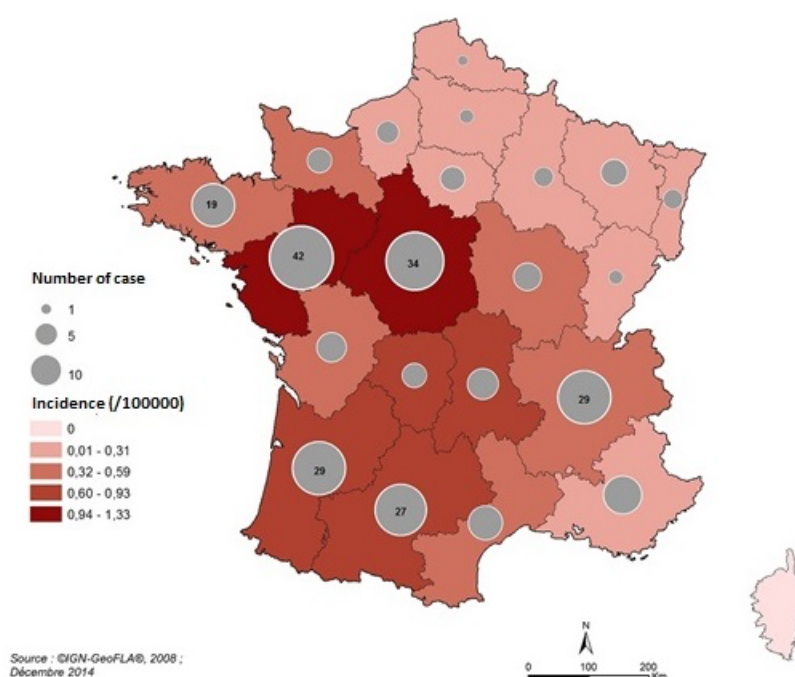 19
42
34
Number of case
1
5
10
29
Incidence (/100000)
0
0,01 - 0,31
0,32 - 0,59
0,60 - 0,93
0,94 - 1,33
29
27
N
Source : ©IGN-GeoFLA®, 2008 ;
Décembre 2014
0 100 200
Km